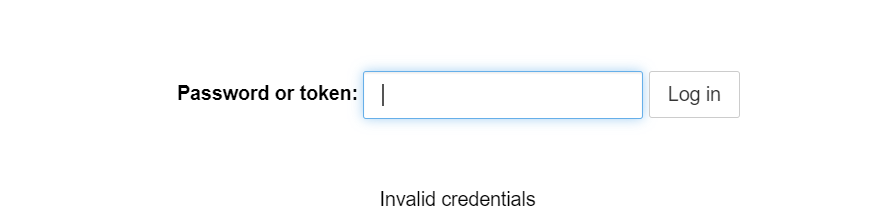 Password or token: Log in
Invalid credentials